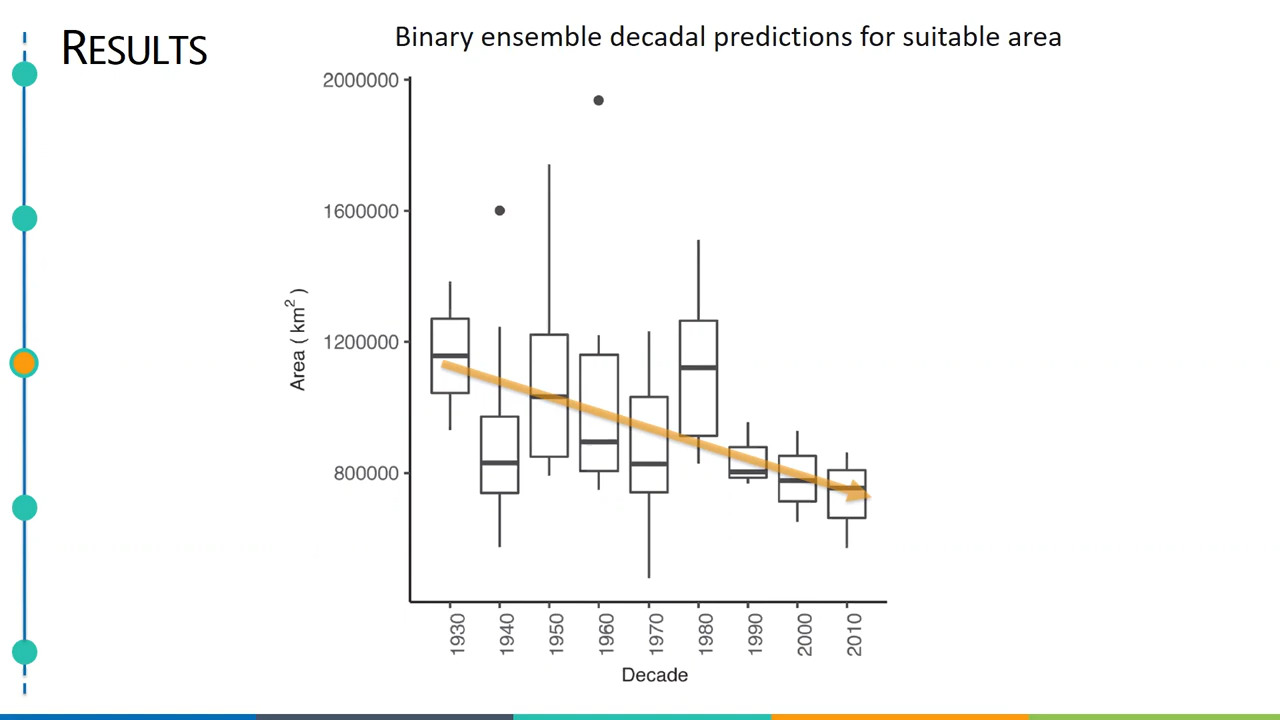 RESULTS
Binary ensemble decadal predictions for suitable area
2000000
1600000
1200000
800000
Area ( km² )
1930 1940 1950 1960 1970 1980 1990 2000 2010
Decade